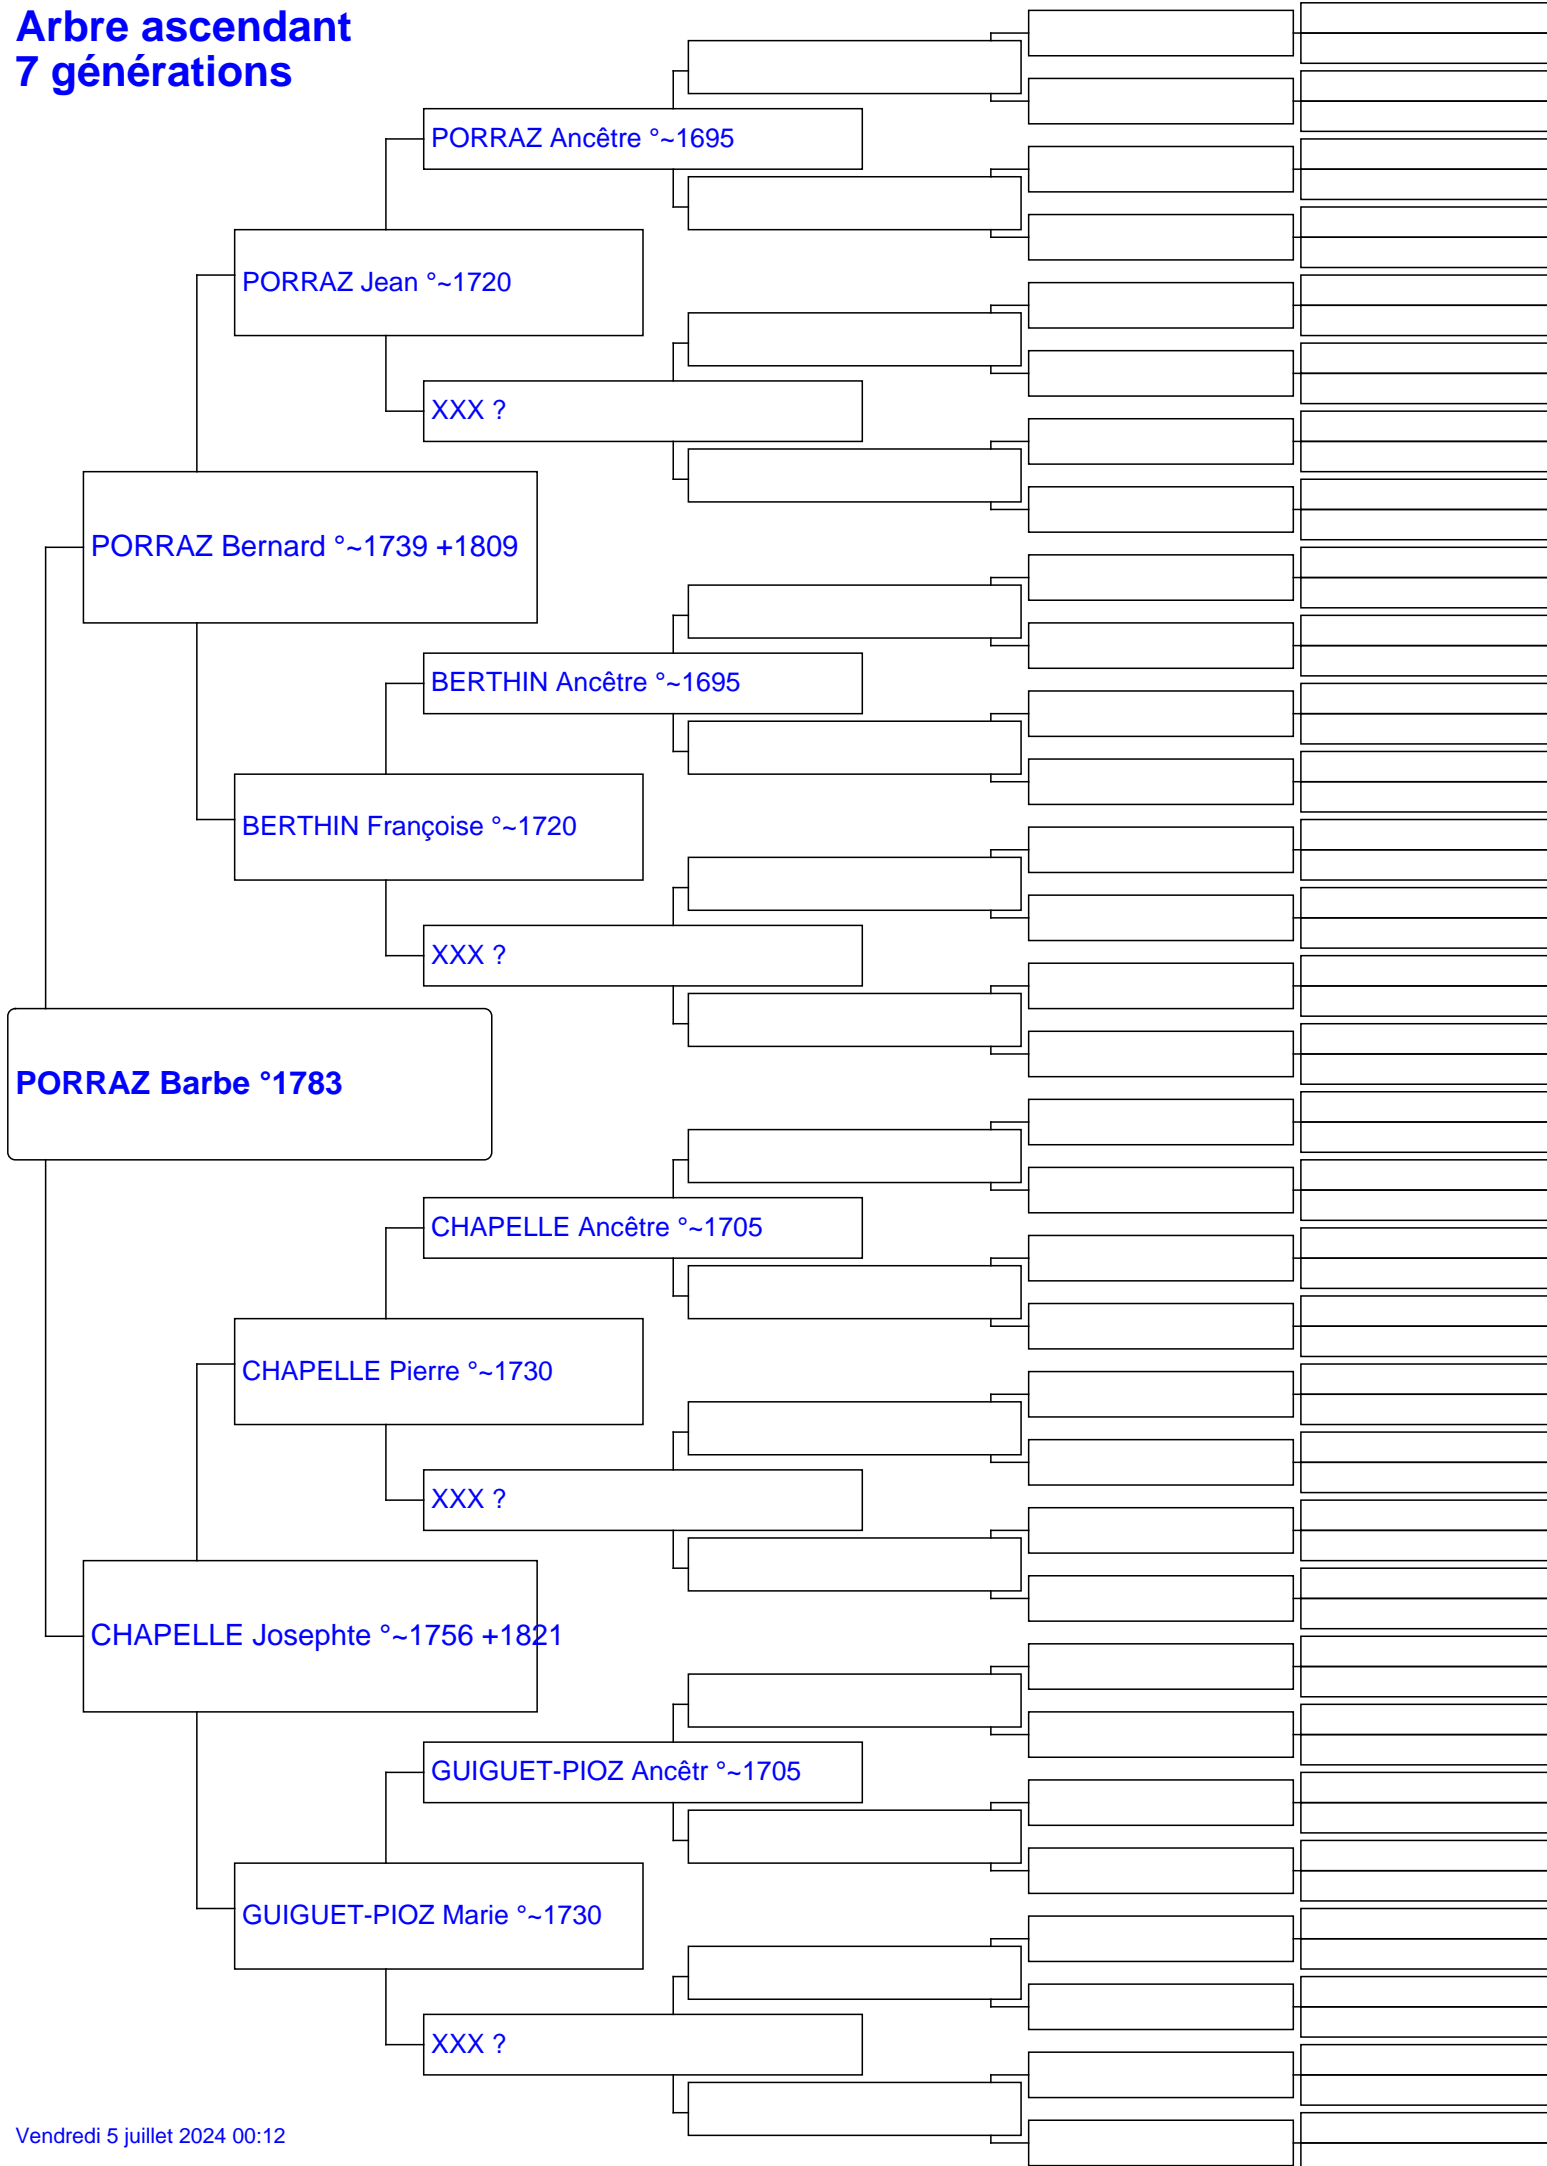 Arbre ascendant
7 générations
PORRAZ Ancêtre °~1695
PORRAZ Jean °~1720
XXX ?
PORRAZ Bernard °~1739 +1809
BERTHIN Ancêtre °~1695
BERTHIN Françoise °~1720
XXX ?
PORRAZ Barbe °1783
CHAPELLE Ancêtre °~1705
CHAPELLE Pierre °~1730
XXX ?
CHAPELLE Josephte °~1756 +1821
GUIGUET-PIOZ Ancêtr °~1705
GUIGUET-PIOZ Marie °~1730
XXX ?
Vendredi 5 juillet 2024 00:12